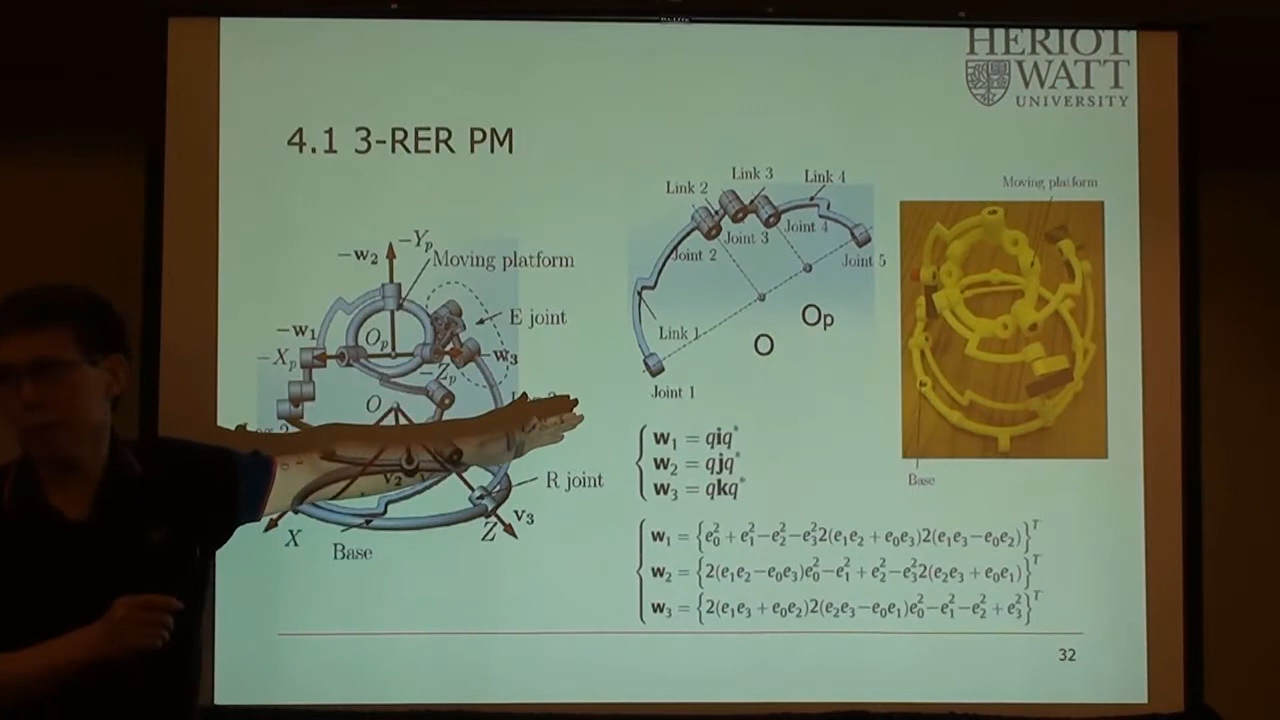 HERIOT
WATT
UNIVERSITY
4.1 3-RER PM
−Yₚ
−w₂
Moving platform
E joint
−w₁
−Xₚ
Oₚ
−w₃
−Zₚ
O
R joint
v₂
v₃
X
Z
Base
Link 2
Link 3
Link 4
Joint 2
Joint 3
Joint 4
Joint 5
Link 1
O
Oₚ
Joint 1
Moving platform
Base
w₁ = qiq*
w₂ = qjq*
w₃ = qkq*
w₁ = {e₀² + e₁² − e₂² − e₃² 2(e₁e₂ + e₀e₃) 2(e₁e₃ − e₀e₂)}ᵀ
w₂ = {2(e₁e₂ − e₀e₃) e₀² − e₁² + e₂² − e₃² 2(e₂e₃ + e₀e₁)}ᵀ
w₃ = {2(e₁e₃ + e₀e₂) 2(e₂e₃ − e₀e₁) e₀² − e₁² − e₂² + e₃²}ᵀ
32